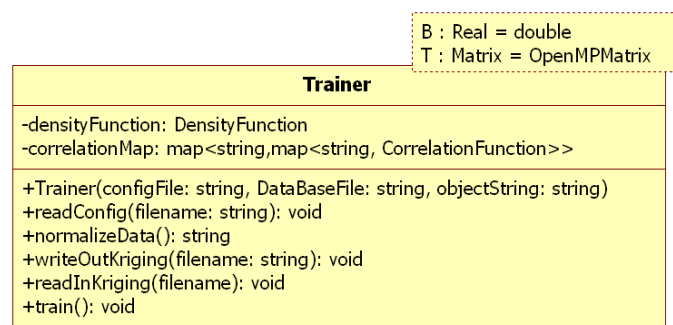 B : Real = double
T : Matrix = OpenMPMatrix
Trainer
-densityFunction: DensityFunction
-correlationMap: map<string,map<string, CorrelationFunction>>
+Trainer(configFile: string, DataBaseFile: string, objectString: string)
+readConfig(filename: string): void
+normalizeData(): string
+writeOutKriging(filename: string): void
+readInKriging(filename): void
+train(): void